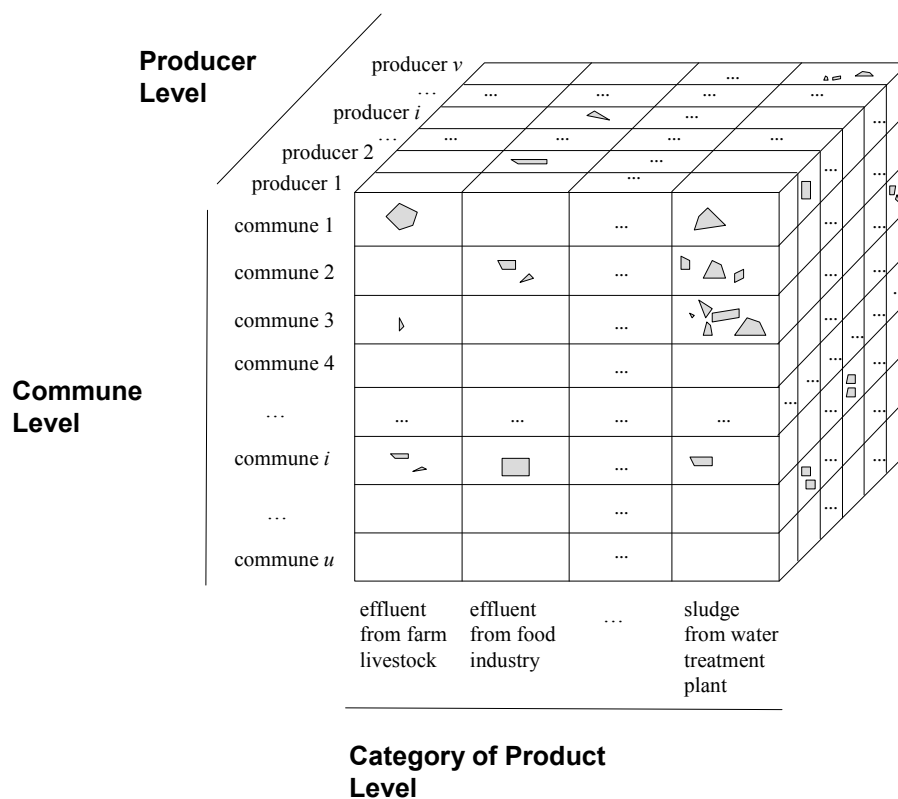 Producer
Level
producer v
... ... ... ... ...
producer i
...
... ... ... ... ...
producer 2
...
producer 1
...
commune 1
...
commune 2
...
commune 3
...
commune 4
...
Commune
Level
...
... ... ... ...
commune i
...
...
...
commune u
...
effluent
from farm
livestock
effluent
from food
industry
...
sludge
from water
treatment
plant
Category of Product
Level